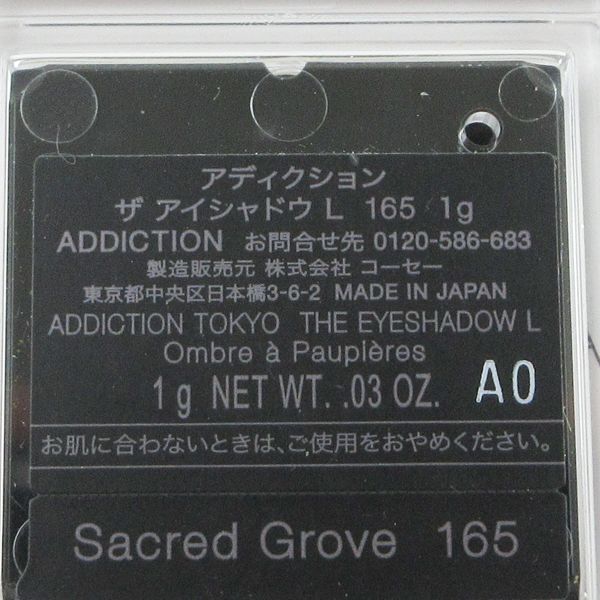 アディクション
ザ アイシャドウ L 165 1g
ADDICTION お問合せ先 0120-586-683
製造販売元 株式会社 コーセー
東京都中央区日本橋3-6-2 MADE IN JAPAN
ADDICTION TOKYO THE EYESHADOW L
Ombre à Paupières
1 g NET WT. .03 OZ. A0
お肌に合わないときは、ご使用をおやめください。
Sacred Grove 165